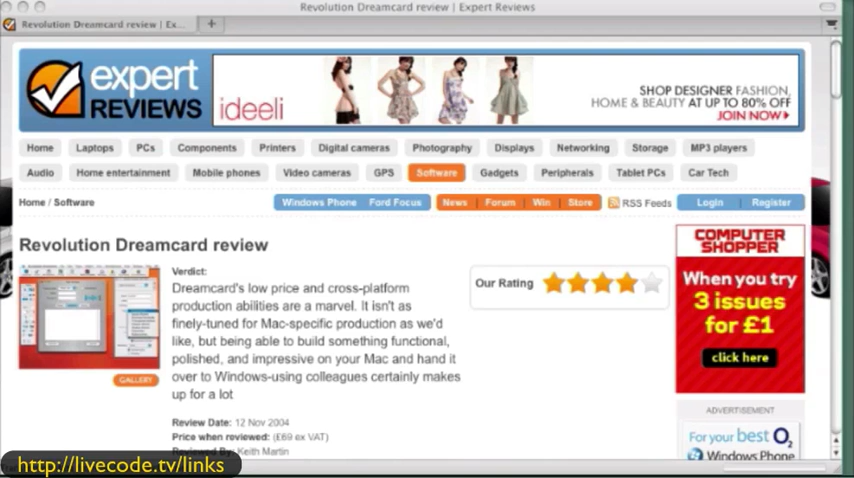 Revolution Dreamcard review | Expert Reviews
Revolution Dreamcard review | Ex...
expert
REVIEWS
ideeli
SHOP DESIGNER FASHION,
HOME & BEAUTY AT UP TO 80% OFF
JOIN NOW
Home Laptops PCs Components Printers Digital cameras Photography Displays Networking Storage MP3 players
Audio Home entertainment Mobile phones Video cameras GPS Software Gadgets Peripherals Tablet PCs Car Tech
Home / Software Windows Phone Ford Focus News | Forum | Win | Store RSS Feeds Login | Register
Revolution Dreamcard review
Verdict:
Dreamcard's low price and cross-platform
production abilities are a marvel. It isn't as
finely-tuned for Mac-specific production as we'd
like, but being able to build something functional,
polished, and impressive on your Mac and hand it
over to Windows-using colleagues certainly makes
up for a lot
GALLERY
Review Date: 12 Nov 2004
Price when reviewed: (£69 ex VAT)
Reviewed By: Keith Martin
Our Rating
COMPUTER
SHOPPER
When you try
3 issues
for £1
click here
ADVERTISEMENT
For your best O2
Windows Phone
http://livecode.tv/links